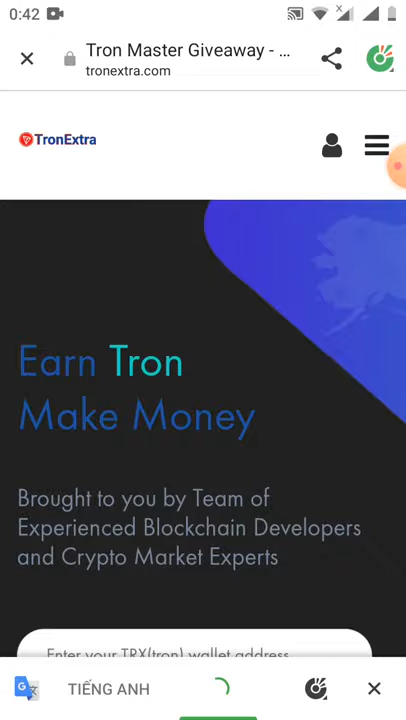 0:42
Tron Master Giveaway - ...
tronextra.com
TronExtra
Earn Tron
Make Money
Brought to you by Team of
Experienced Blockchain Developers
and Crypto Market Experts
Enter your TRX(tron) wallet address
TIẾNG ANH